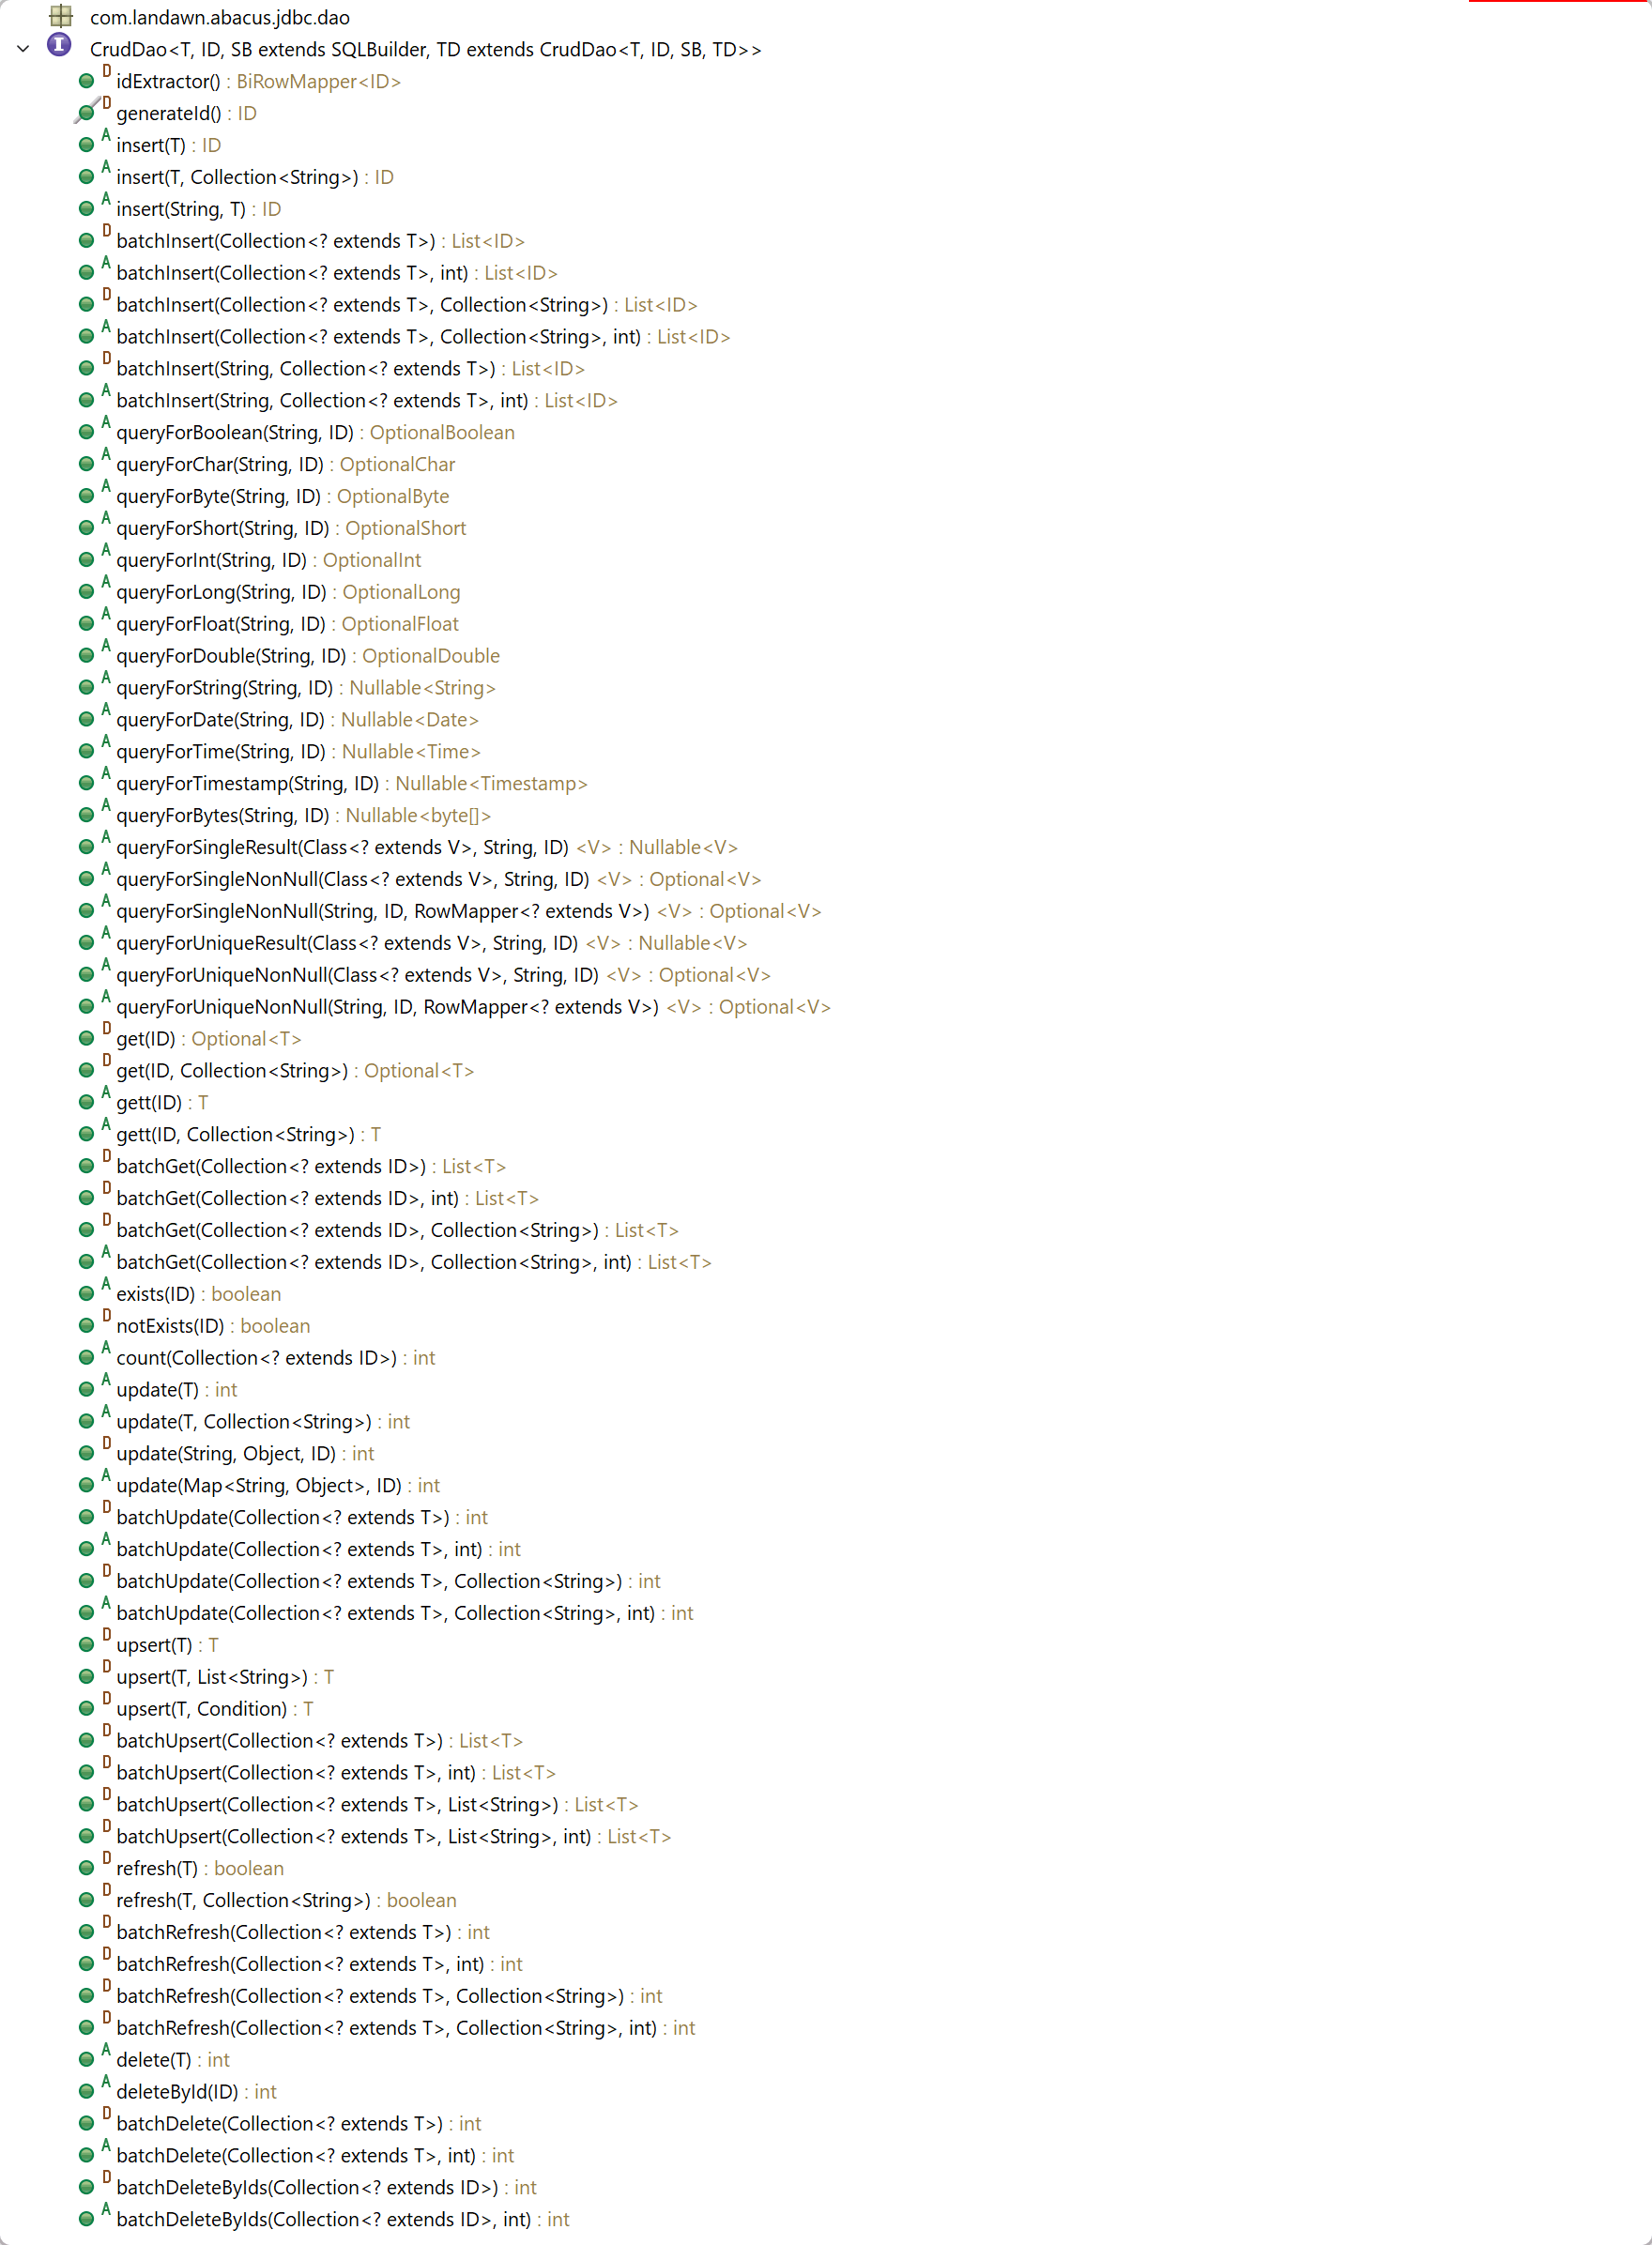 com.landawn.abacus.jdbc.dao
I CrudDao<T, ID, SB extends SQLBuilder, TD extends CrudDao<T, ID, SB, TD>>
D idExtractor() : BiRowMapper<ID>
D generateId() : ID
A insert(T) : ID
A insert(T, Collection<String>) : ID
A insert(String, T) : ID
D batchInsert(Collection<? extends T>) : List<ID>
A batchInsert(Collection<? extends T>, int) : List<ID>
D batchInsert(Collection<? extends T>, Collection<String>) : List<ID>
A batchInsert(Collection<? extends T>, Collection<String>, int) : List<ID>
D batchInsert(String, Collection<? extends T>) : List<ID>
A batchInsert(String, Collection<? extends T>, int) : List<ID>
A queryForBoolean(String, ID) : OptionalBoolean
A queryForChar(String, ID) : OptionalChar
A queryForByte(String, ID) : OptionalByte
A queryForShort(String, ID) : OptionalShort
A queryForInt(String, ID) : OptionalInt
A queryForLong(String, ID) : OptionalLong
A queryForFloat(String, ID) : OptionalFloat
A queryForDouble(String, ID) : OptionalDouble
A queryForString(String, ID) : Nullable<String>
A queryForDate(String, ID) : Nullable<Date>
A queryForTime(String, ID) : Nullable<Time>
A queryForTimestamp(String, ID) : Nullable<Timestamp>
A queryForBytes(String, ID) : Nullable<byte[]>
A queryForSingleResult(Class<? extends V>, String, ID) <V> : Nullable<V>
A queryForSingleNonNull(Class<? extends V>, String, ID) <V> : Optional<V>
A queryForSingleNonNull(String, ID, RowMapper<? extends V>) <V> : Optional<V>
A queryForUniqueResult(Class<? extends V>, String, ID) <V> : Nullable<V>
A queryForUniqueNonNull(Class<? extends V>, String, ID) <V> : Optional<V>
A queryForUniqueNonNull(String, ID, RowMapper<? extends V>) <V> : Optional<V>
D get(ID) : Optional<T>
D get(ID, Collection<String>) : Optional<T>
A gett(ID) : T
A gett(ID, Collection<String>) : T
D batchGet(Collection<? extends ID>) : List<T>
D batchGet(Collection<? extends ID>, int) : List<T>
D batchGet(Collection<? extends ID>, Collection<String>) : List<T>
A batchGet(Collection<? extends ID>, Collection<String>, int) : List<T>
A exists(ID) : boolean
D notExists(ID) : boolean
A count(Collection<? extends ID>) : int
A update(T) : int
A update(T, Collection<String>) : int
D update(String, Object, ID) : int
A update(Map<String, Object>, ID) : int
D batchUpdate(Collection<? extends T>) : int
A batchUpdate(Collection<? extends T>, int) : int
D batchUpdate(Collection<? extends T>, Collection<String>) : int
A batchUpdate(Collection<? extends T>, Collection<String>, int) : int
D upsert(T) : T
D upsert(T, List<String>) : T
D upsert(T, Condition) : T
D batchUpsert(Collection<? extends T>) : List<T>
D batchUpsert(Collection<? extends T>, int) : List<T>
D batchUpsert(Collection<? extends T>, List<String>) : List<T>
D batchUpsert(Collection<? extends T>, List<String>, int) : List<T>
D refresh(T) : boolean
D refresh(T, Collection<String>) : boolean
D batchRefresh(Collection<? extends T>) : int
D batchRefresh(Collection<? extends T>, int) : int
D batchRefresh(Collection<? extends T>, Collection<String>) : int
D batchRefresh(Collection<? extends T>, Collection<String>, int) : int
A delete(T) : int
A deleteById(ID) : int
D batchDelete(Collection<? extends T>) : int
A batchDelete(Collection<? extends T>, int) : int
D batchDeleteByIds(Collection<? extends ID>) : int
A batchDeleteByIds(Collection<? extends ID>, int) : int